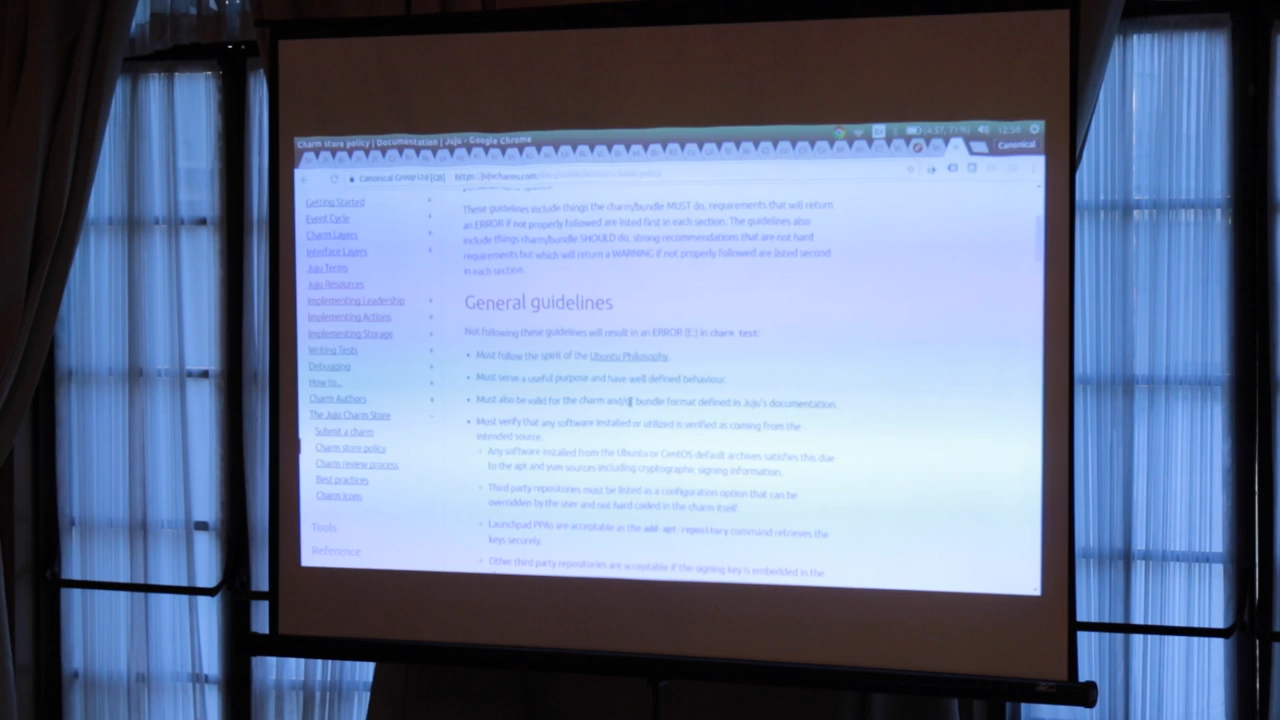 Charm store policy | Documentation | Juju - Google Chrome
(4:37, 71%) 12:50
Canonical
Canonical Group Ltd [GB] https://jujucharms.com/
Getting Started
Event Cycle
Charm Layers
Interface Layers
Juju Terms
Juju Resources
Implementing Leadership
Implementing Actions
Implementing Storage
Writing Tests
Debugging
How to...
Charm Authors
The Juju Charm Store
Submit a charm
Charm store policy
Charm review process
Best practices
Charm Icons
Tools
Reference
These guidelines include things the charm/bundle MUST do, requirements that will return
an ERROR if not properly followed are listed first in each section. The guidelines also
include things charm/bundle SHOULD do, strong recommendations that are not hard
requirements but which will return a WARNING if not properly followed are listed second
in each section.
General guidelines
Not following these guidelines will result in an ERROR (E:) in charm test:
Must follow the spirit of the Ubuntu Philosophy.
Must serve a useful purpose and have well defined behaviour.
Must also be valid for the charm and/or bundle format defined in Juju's documentation.
Must verify that any software installed or utilized is verified as coming from the
intended source.
Any software installed from the Ubuntu or CentOS default archives satisfies this due
to the apt and yum sources including cryptographic signing information.
Third party repositories must be listed as a configuration option that can be
overridden by the user and not hard coded in the charm itself.
Launchpad PPAs are acceptable as the add-apt-repository command retrieves the
keys securely.
Other third party repositories are acceptable if the signing key is embedded in the